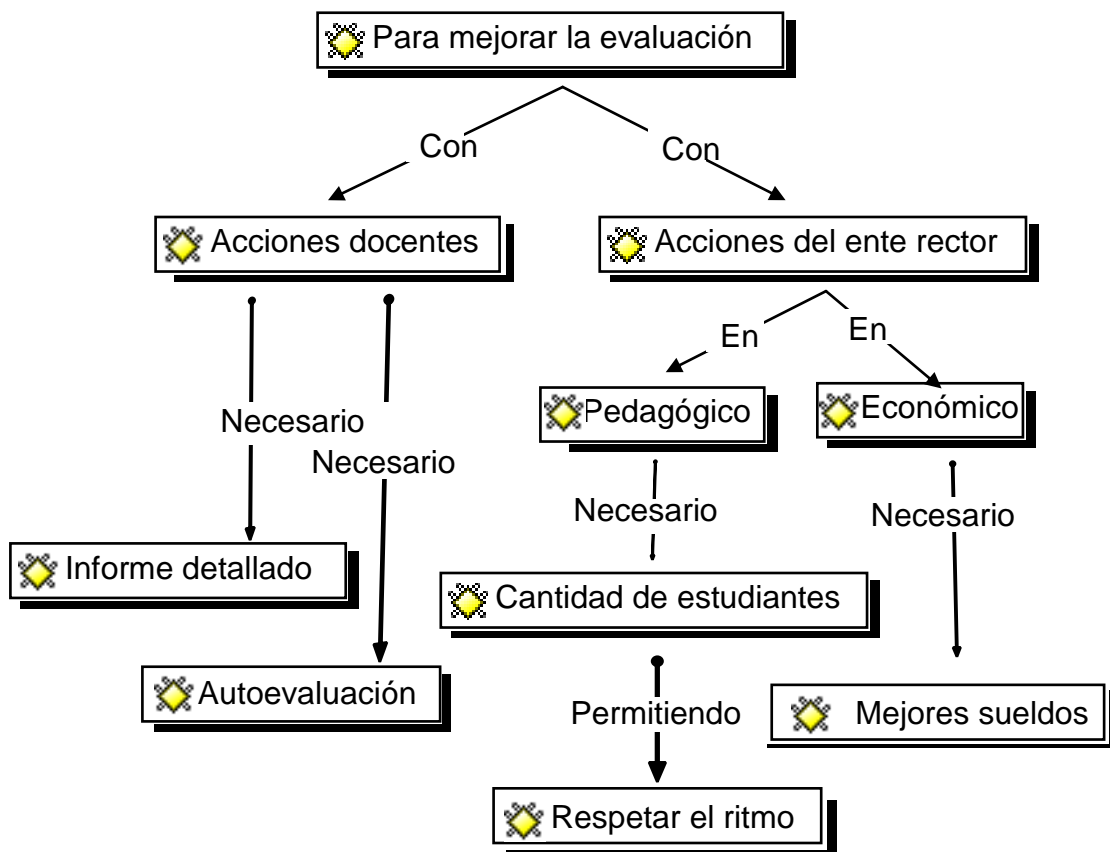 Para mejorar la evaluación
Con
Con
Acciones docentes
Acciones del ente rector
En
En
Pedagógico
Económico
Necesario
Necesario
Necesario
Necesario
Informe detallado
Cantidad de estudiantes
Autoevaluación
Permitiendo
Mejores sueldos
Respetar el ritmo